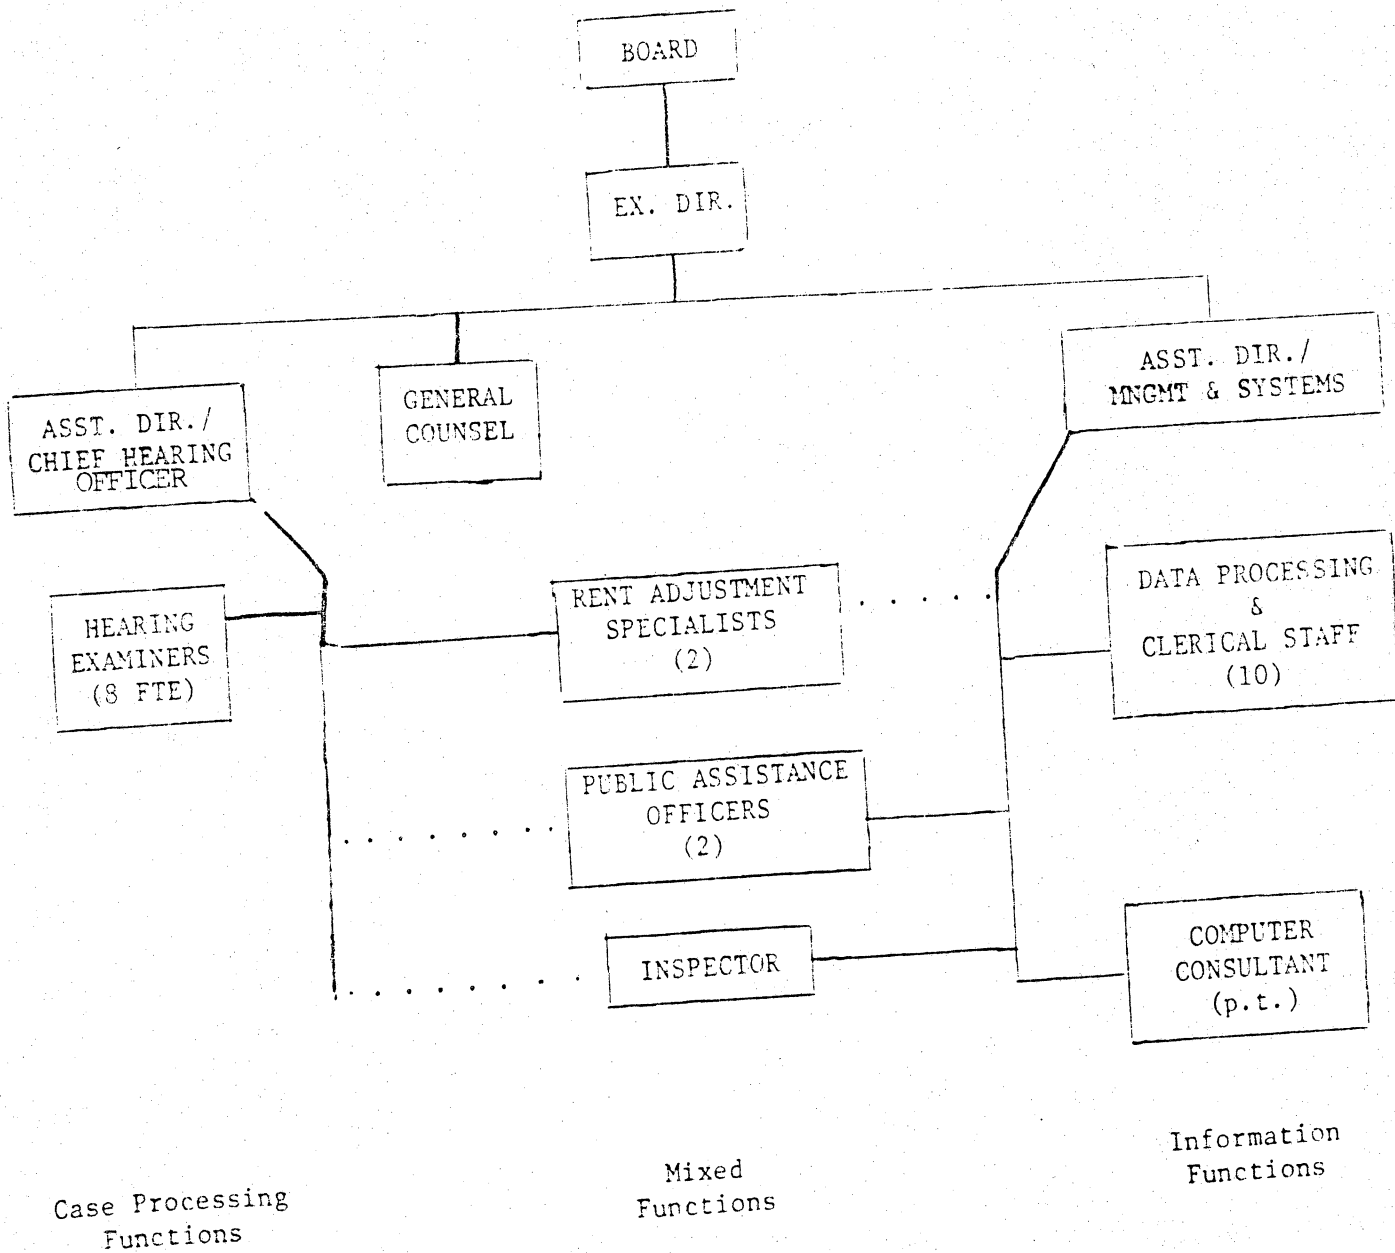 BOARD
EX. DIR.
ASST. DIR./
CHIEF HEARING
OFFICER
GENERAL
COUNSEL
ASST. DIR./
MNGMT & SYSTEMS
HEARING
EXAMINERS
(8 FTE)
RENT ADJUSTMENT
SPECIALISTS
(2)
DATA PROCESSING
&
CLERICAL STAFF
(10)
PUBLIC ASSISTANCE
OFFICERS
(2)
INSPECTOR
COMPUTER
CONSULTANT
(p.t.)
Case Processing
Functions
Mixed
Functions
Information
Functions